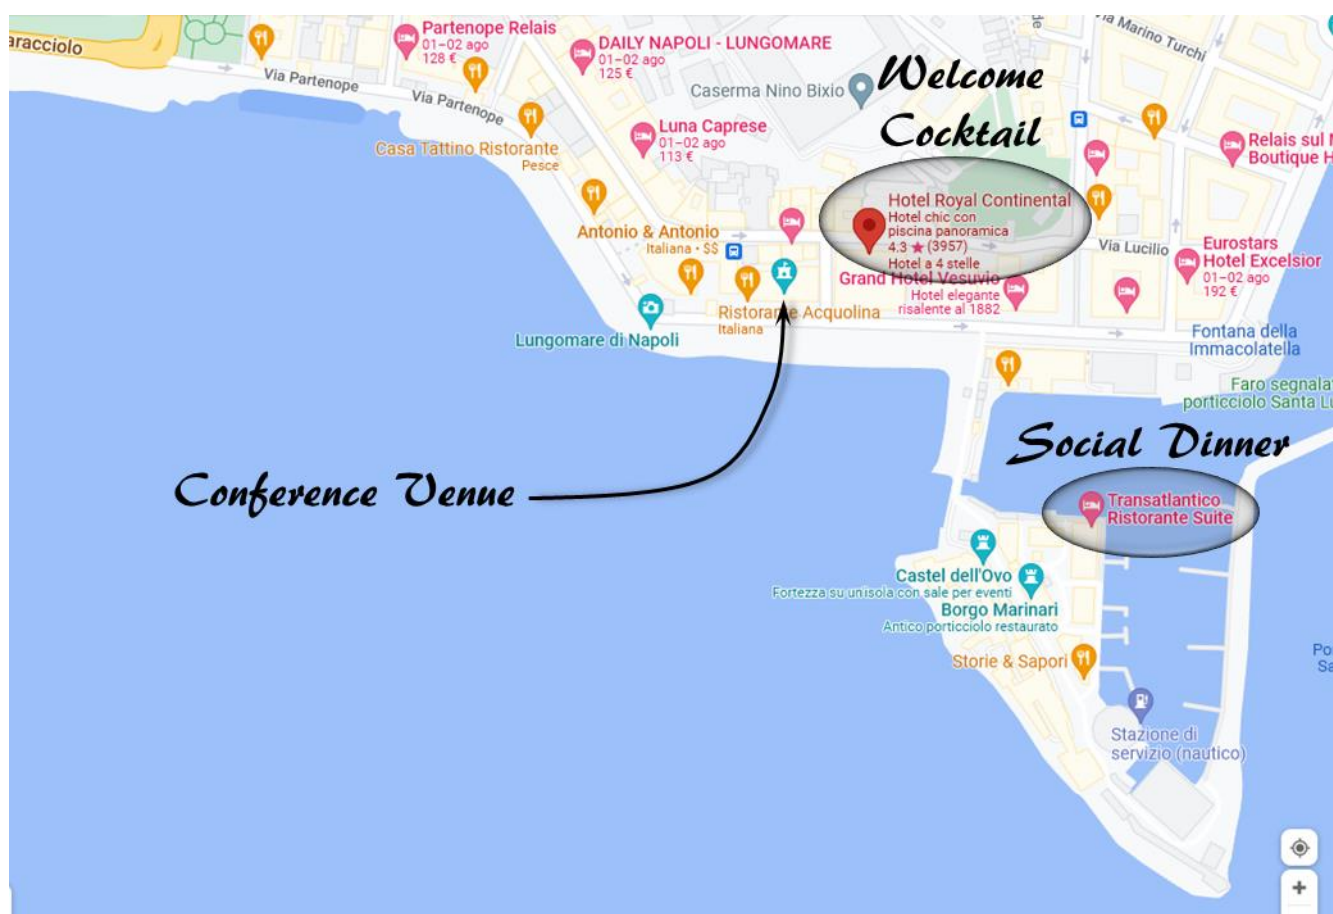 aracciolo
Via Partenope
Partenope Relais
01–02 ago
128 €
Via Partenope
DAILY NAPOLI - LUNGOMARE
01–02 ago
125 €
Caserma Nino Bixio
Welcome
Cocktail
Via Marino Turchi
Luna Caprese
01–02 ago
113 €
Casa Tattino Ristorante
Pesce
Relais sul
Boutique H
Hotel Royal Continental
Hotel chic con
piscina panoramica
4.3 ★ (3957)
Hotel a 4 stelle
Antonio & Antonio
Italiana · $$
Via Lucilio
Eurostars
Hotel Excelsior
01–02 ago
192 €
Grand Hotel Vesuvio
Hotel elegante
risalente al 1882
Ristorante Acquolina
Italiana
Lungomare di Napoli
Fontana della
Immacolatella
Faro segnala
porticciolo Santa Lu
Social Dinner
Conference Venue
Transatlantico
Ristorante Suite
Castel dell'Ovo
Fortezza su un'isola con sale per eventi
Borgo Marinari
Antico porticciolo restaurato
Storie & Sapori
Po
Sa
Stazione di
servizio (nautico)